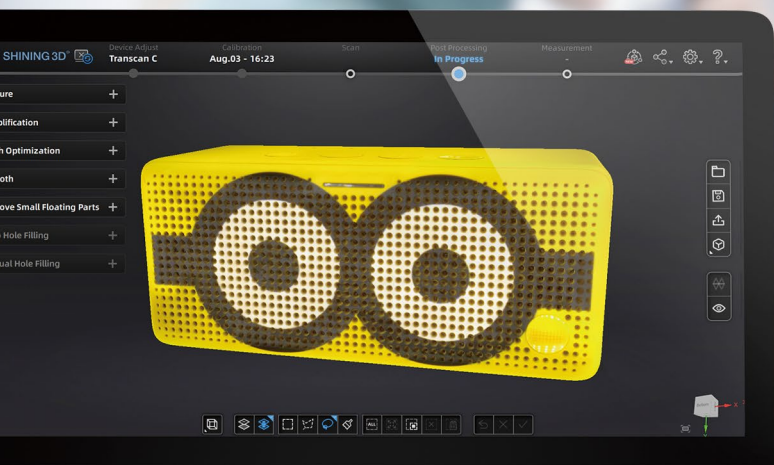 SHINING 3D®
Device Adjust
Transcan C
Calibration
Aug.03 - 16:23
Scan
Post Processing
In Progress
Measurement
-
ure
plification
h Optimization
oth
ove Small Floating Parts
Hole Filling
ual Hole Filling
ALL
X